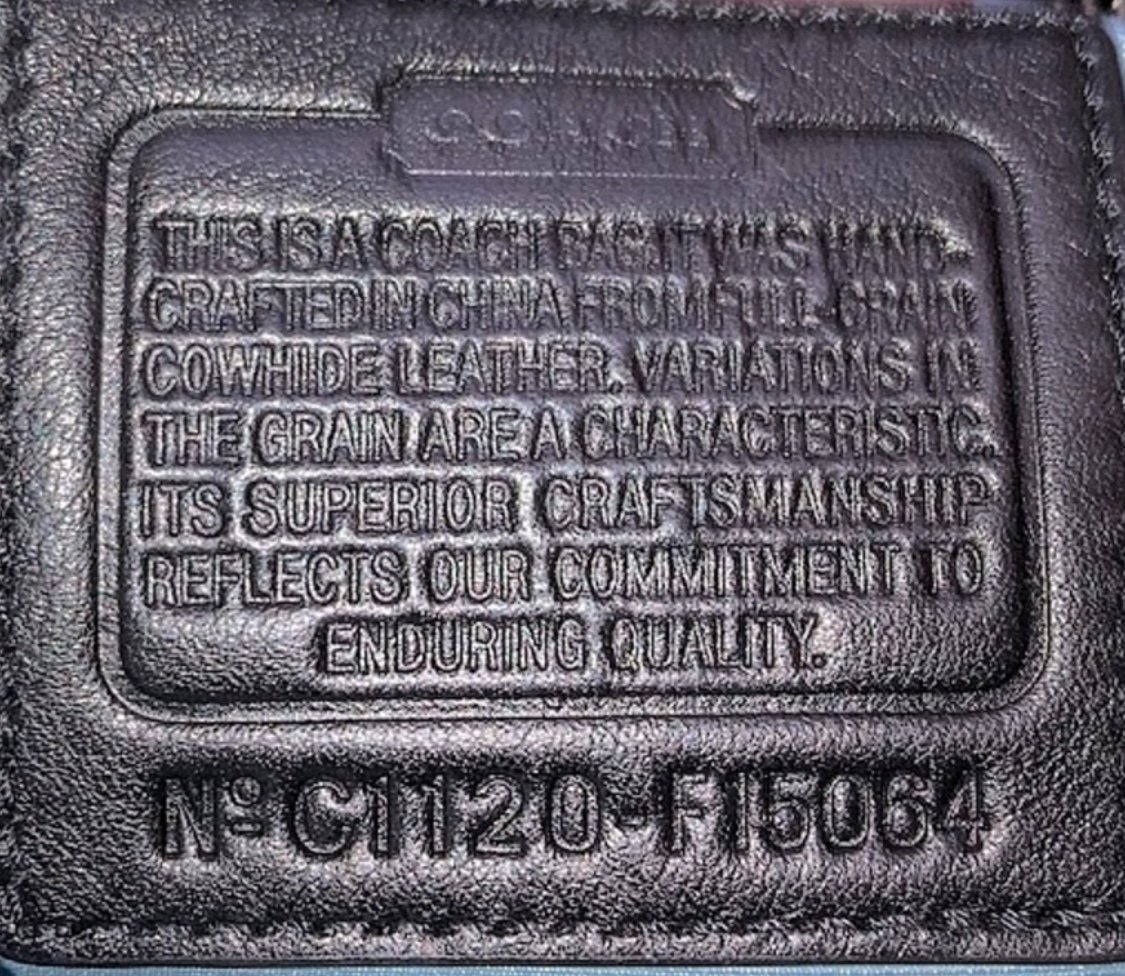 COACH
THIS IS A COACH BAG. IT WAS HAND-
CRAFTED IN CHINA FROM FULL GRAIN
COWHIDE LEATHER. VARIATIONS IN
THE GRAIN ARE A CHARACTERISTIC.
ITS SUPERIOR CRAFTSMANSHIP
REFLECTS OUR COMMITMENT TO
ENDURING QUALITY.
Nº C1120-F15064